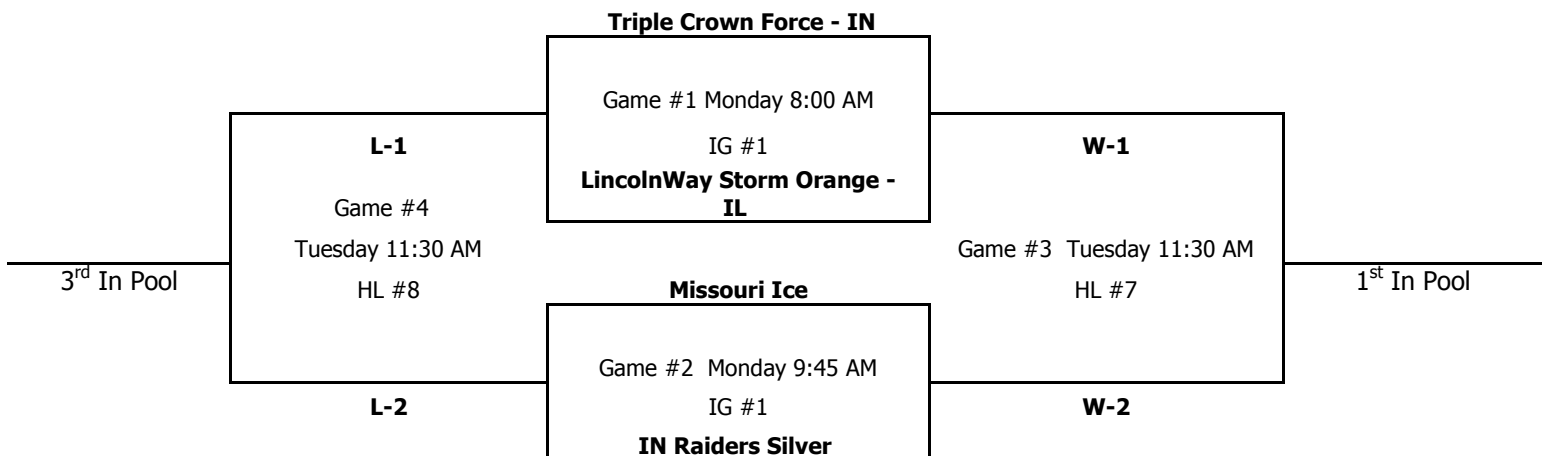 Triple Crown Force - IN
Game #1 Monday 8:00 AM
L-1
IG #1
W-1
LincolnWay Storm Orange -
IL
Game #4
Tuesday 11:30 AM
Game #3 Tuesday 11:30 AM
3rd In Pool
HL #8
Missouri Ice
HL #7
1st In Pool
Game #2 Monday 9:45 AM
L-2
IG #1
W-2
IN Raiders Silver